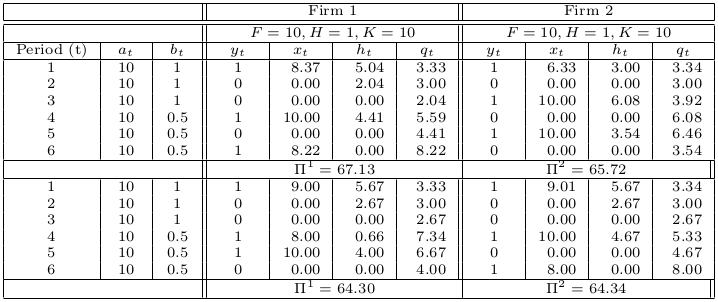 Firm 1 Firm 2
F = 10, H = 1, K = 10 F = 10, H = 1, K = 10
Period (t) a_t b_t y_t x_t h_t q_t y_t x_t h_t q_t
1 10 1 1 8.37 5.04 3.33 1 6.33 3.00 3.34
2 10 1 0 0.00 2.04 3.00 0 0.00 0.00 3.00
3 10 1 0 0.00 0.00 2.04 1 10.00 6.08 3.92
4 10 0.5 1 10.00 4.41 5.59 0 0.00 0.00 6.08
5 10 0.5 0 0.00 0.00 4.41 1 10.00 3.54 6.46
6 10 0.5 1 8.22 0.00 8.22 0 0.00 0.00 3.54
Π¹ = 67.13 Π² = 65.72
1 10 1 1 9.00 5.67 3.33 1 9.01 5.67 3.34
2 10 1 0 0.00 2.67 3.00 0 0.00 2.67 3.00
3 10 1 0 0.00 0.00 2.67 0 0.00 0.00 2.67
4 10 0.5 1 8.00 0.66 7.34 1 10.00 4.67 5.33
5 10 0.5 1 10.00 4.00 6.67 0 0.00 0.00 4.67
6 10 0.5 0 0.00 0.00 4.00 1 8.00 0.00 8.00
Π¹ = 64.30 Π² = 64.34